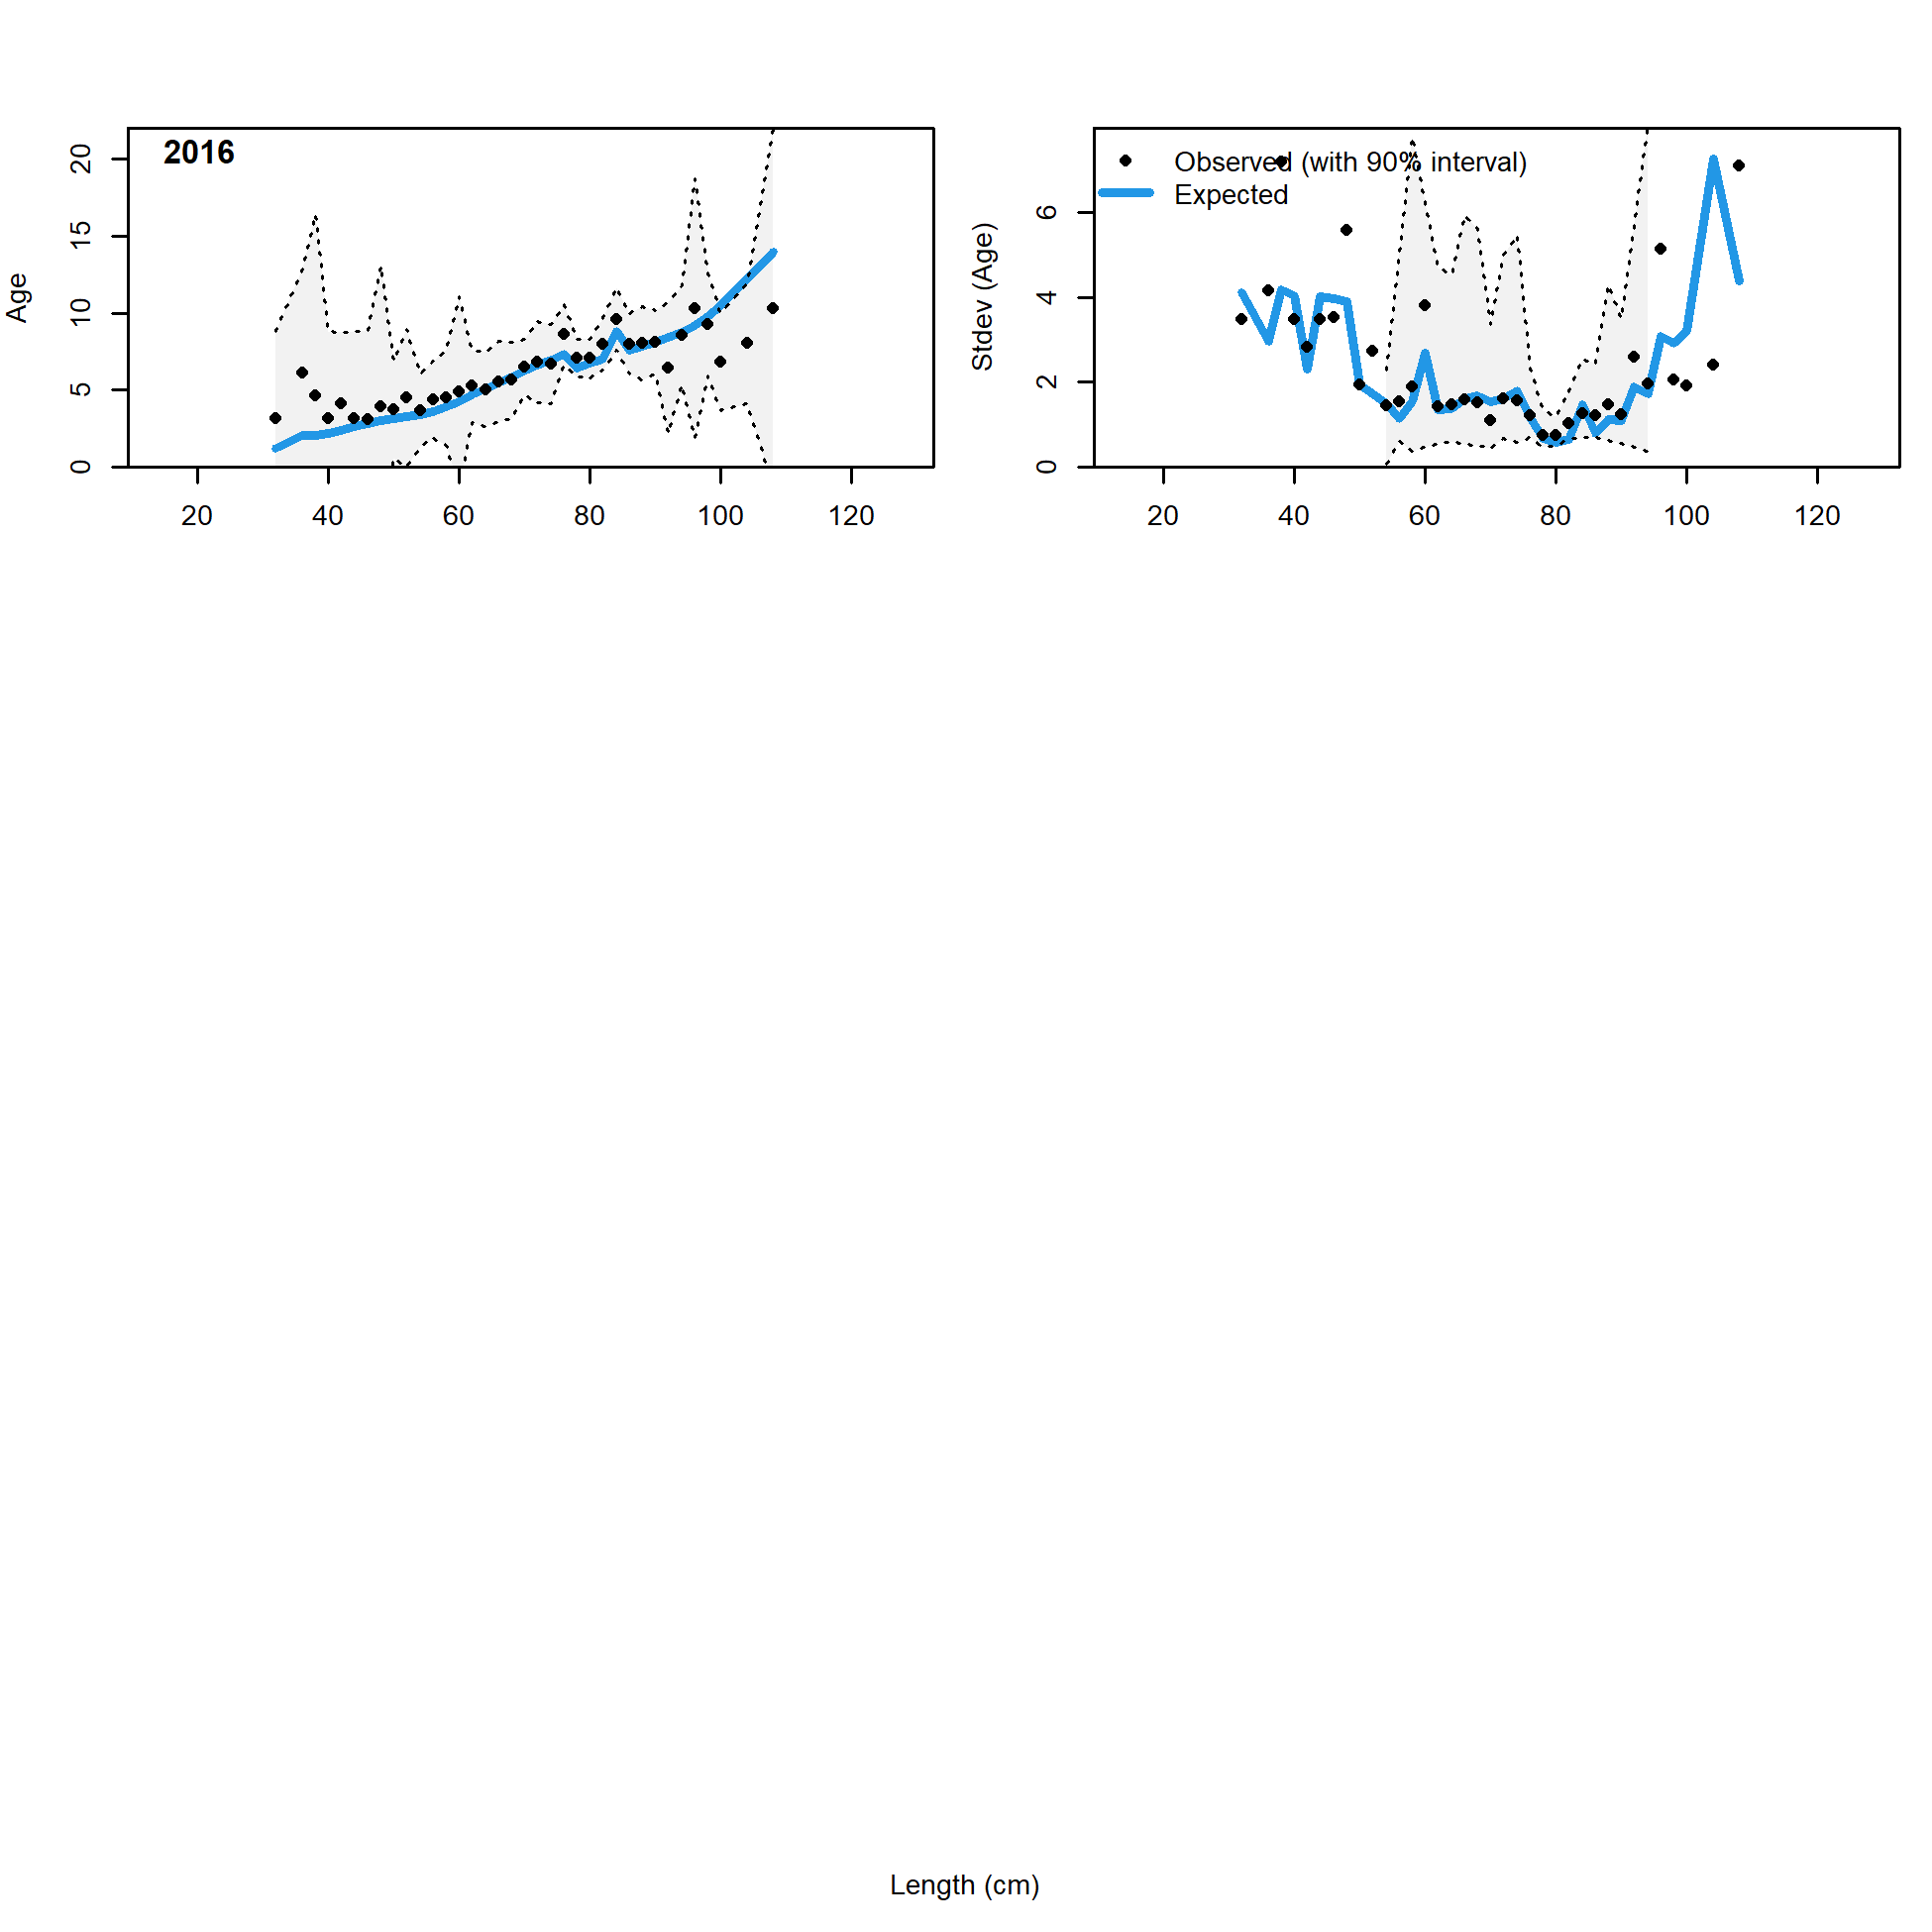 2016
Age
0 5 10 15 20
20 40 60 80 100 120
Observed (with 90% interval)
Expected
Stdev (Age)
0 2 4 6
20 40 60 80 100 120
Length (cm)